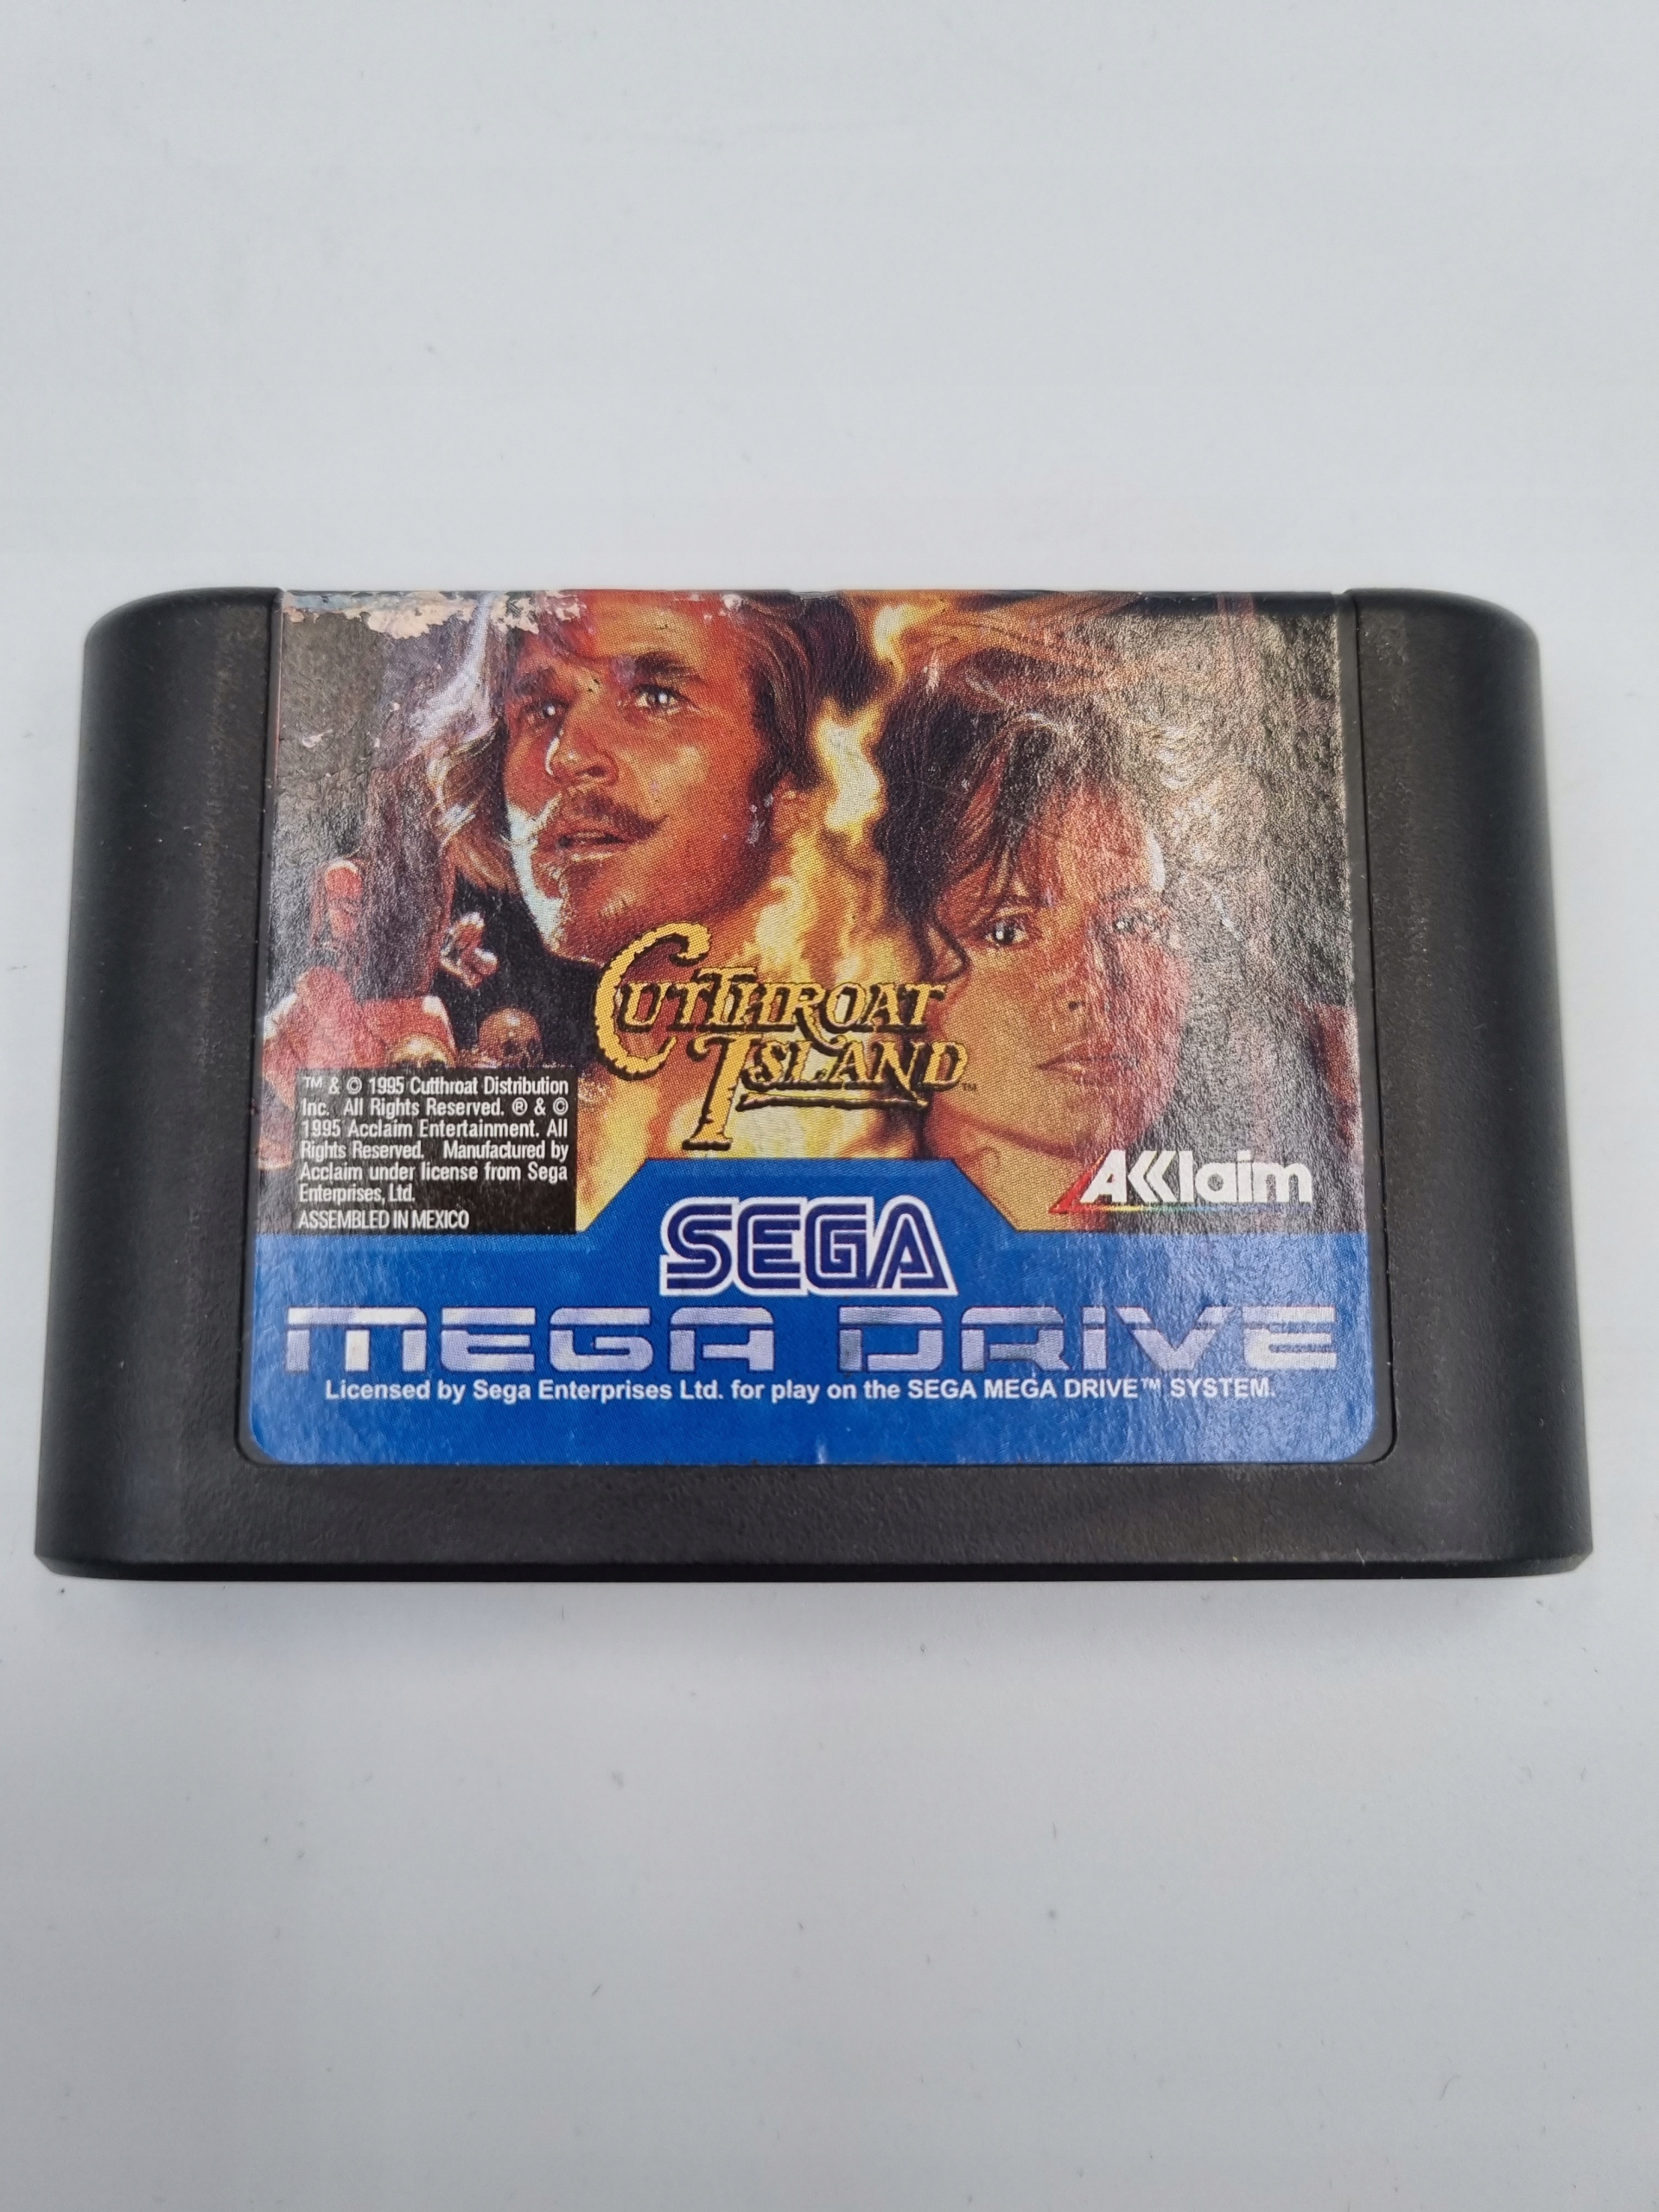 CUTTHROAT
ISLAND™
™ & © 1995 Cutthroat Distribution
Inc. All Rights Reserved. ® & ©
1995 Acclaim Entertainment. All
Rights Reserved. Manufactured by
Acclaim under license from Sega
Enterprises, Ltd.
ASSEMBLED IN MEXICO
AKKlaim
SEGA
MEGA DRIVE
Licensed by Sega Enterprises Ltd. for play on the SEGA MEGA DRIVE™ SYSTEM.